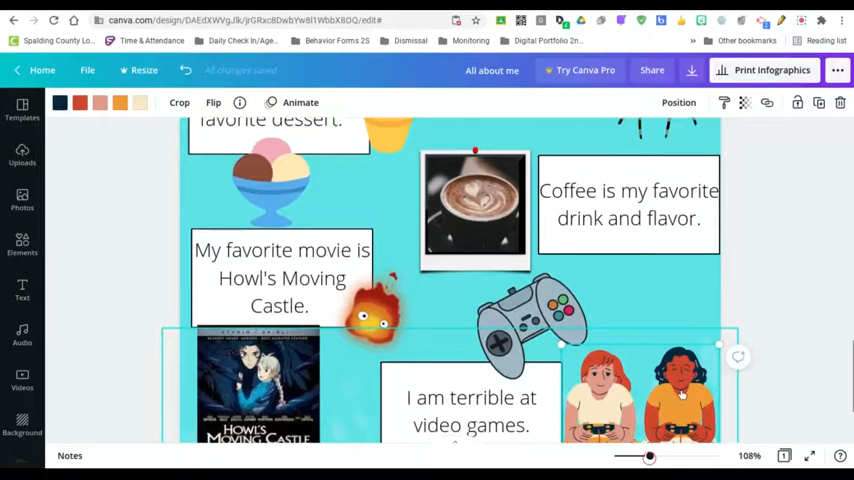 canva.com/design/DAEdXWVgJlk/jrGRxc8DwbYw8l1WbbX8OQ/edit#
Spalding County Lo...
Time & Attendance
Daily Check In/Age...
Behavior Forms 2S
Dismissal
Monitoring
Digital Portfolio 2n...
»
Other bookmarks
Reading list
Home
File
Resize
All changes saved
All about me
Try Canva Pro
Share
Print Infographics
Crop
Flip
Animate
Position
Templates
Uploads
Photos
Elements
Text
Audio
Videos
Background
favorite dessert.
Coffee is my favorite
drink and flavor.
My favorite movie is
Howl's Moving
Castle.
HOWL'S
MOVING CASTLE
I am terrible at
video games.
Notes
108%
1